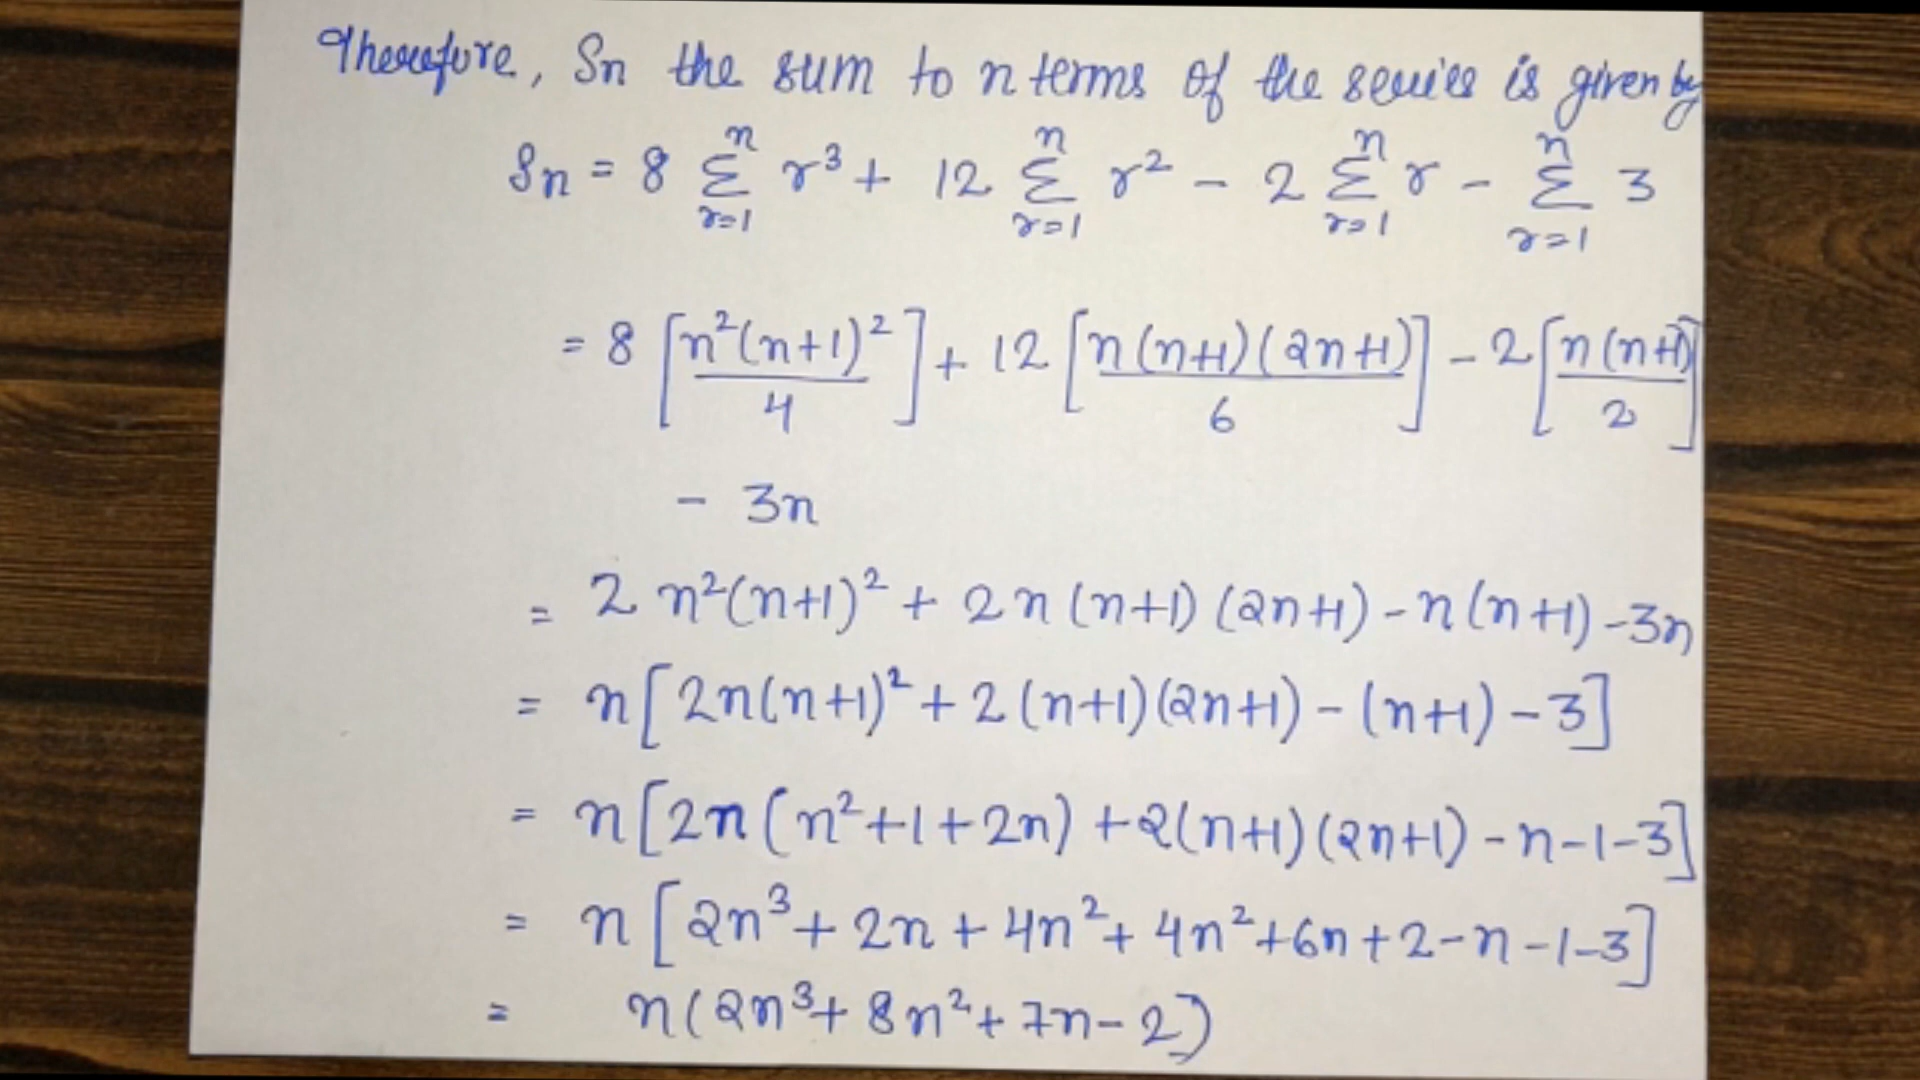 Therefore, Sn the sum to n terms of the series is given by
Sn = 8 Σ_{r=1}^{n} r³ + 12 Σ_{r=1}^{n} r² - 2 Σ_{r=1}^{n} r - Σ_{r=1}^{n} 3
= 8 [n²(n+1)²/4] + 12 [n(n+1)(2n+1)/6] - 2 [n(n+1)/2]
- 3n
= 2 n²(n+1)² + 2n (n+1) (2n+1) - n(n+1) - 3n
= n[2n(n+1)² + 2(n+1)(2n+1) - (n+1) - 3]
= n[2n(n²+1+2n) + 2(n+1)(2n+1) - n-1-3]
= n[2n³ + 2n + 4n² + 4n² + 6n + 2 - n - 1 - 3]
= n(2n³ + 8n² + 7n - 2)